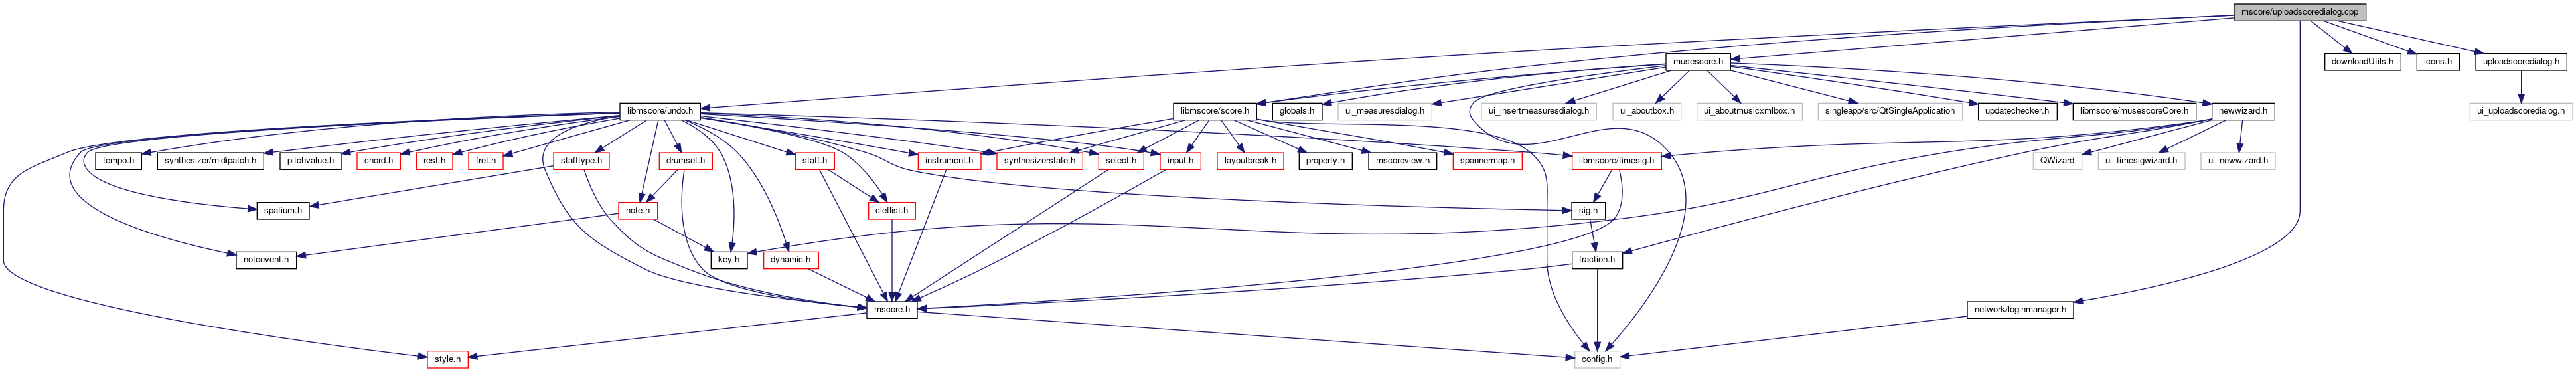 mscore/uploadscoredialog.cpp
musescore.h
downloadUtils.h
icons.h
uploadscoredialog.h
libmscore/undo.h
libmscore/score.h
globals.h
ui_measuresdialog.h
ui_insertmeasuresdialog.h
ui_aboutbox.h
ui_aboutmusicxmlbox.h
singleapp/src/QtSingleApplication
updatechecker.h
libmscore/musescoreCore.h
newwizard.h
ui_uploadscoredialog.h
tempo.h
synthesizer/midipatch.h
pitchvalue.h
chord.h
rest.h
fret.h
stafftype.h
drumset.h
staff.h
instrument.h
synthesizerstate.h
select.h
input.h
layoutbreak.h
property.h
mscoreview.h
spannermap.h
libmscore/timesig.h
QWizard
ui_timesigwizard.h
ui_newwizard.h
spatium.h
note.h
cleflist.h
sig.h
noteevent.h
key.h
dynamic.h
fraction.h
mscore.h
network/loginmanager.h
style.h
config.h